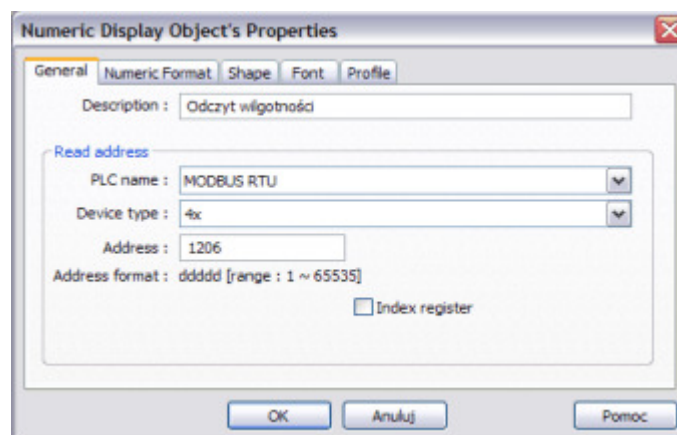 Numeric Display Object's Properties
General Numeric Format Shape Font Profile
Description : Odczyt wilgotności
Read address
PLC name : MODBUS RTU
Device type : 4x
Address : 1206
Address format : ddddd [range : 1 ~ 65535]
Index register
OK Anuluj Pomoc